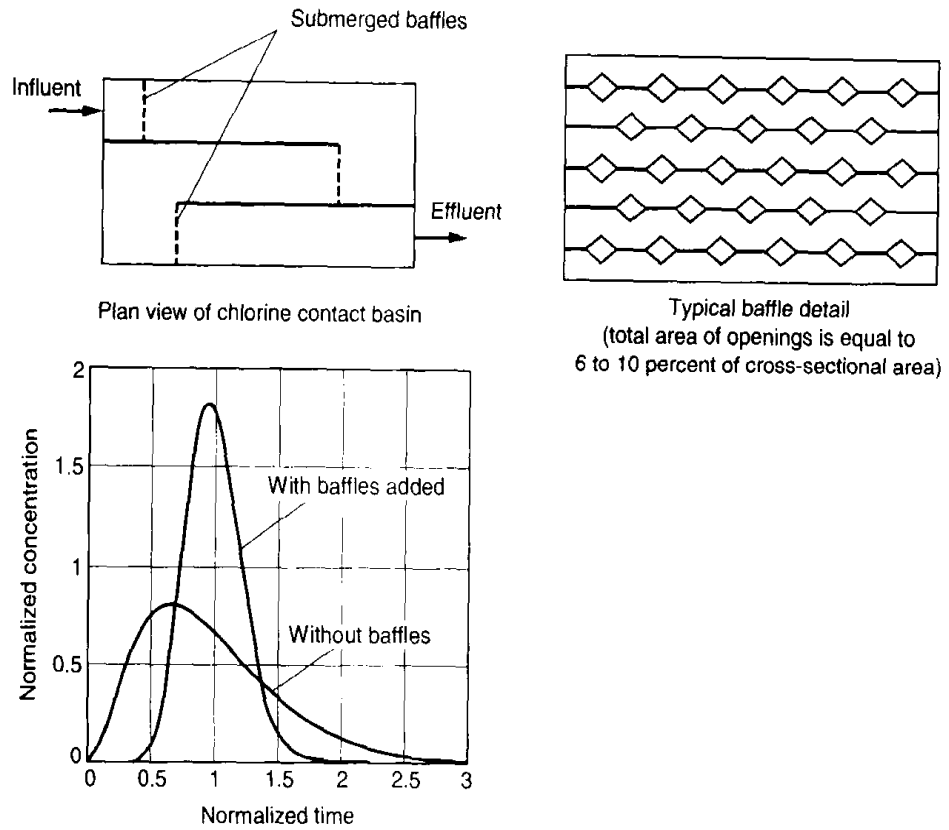 Submerged baffles
Influent
Effluent
Plan view of chlorine contact basin
Typical baffle detail
(total area of openings is equal to
6 to 10 percent of cross-sectional area)
2
1.5
1
0.5
0
With baffles added
Without baffles
Normalized concentration
0 0.5 1 1.5 2 2.5 3
Normalized time